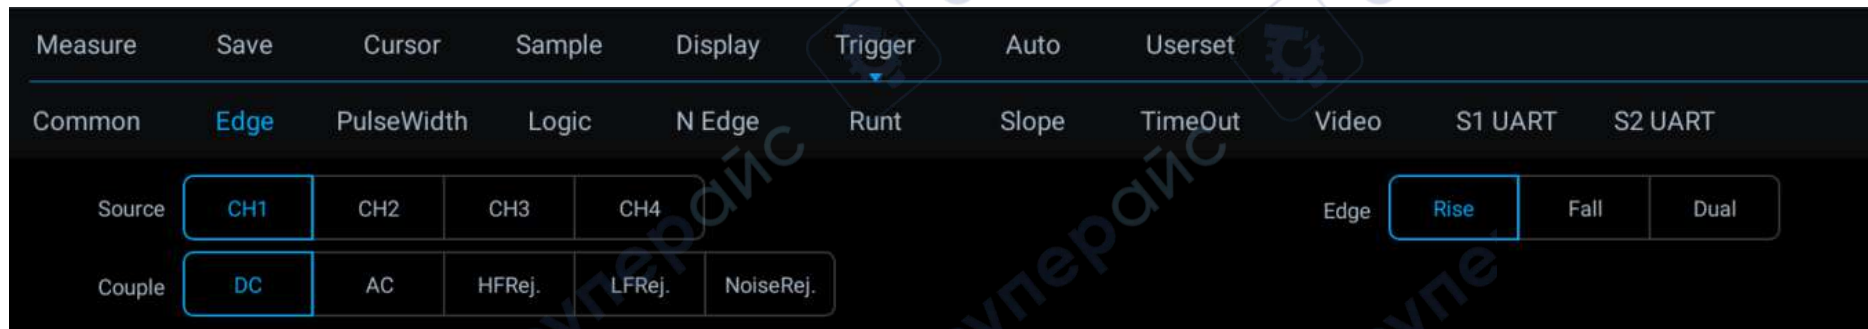 Measure Save Cursor Sample Display Trigger Auto Userset
Common Edge PulseWidth Logic N Edge Runt Slope TimeOut Video S1 UART S2 UART
Source CH1 CH2 CH3 CH4 Edge Rise Fall Dual
Couple DC AC HFRej. LFRej. NoiseRej.